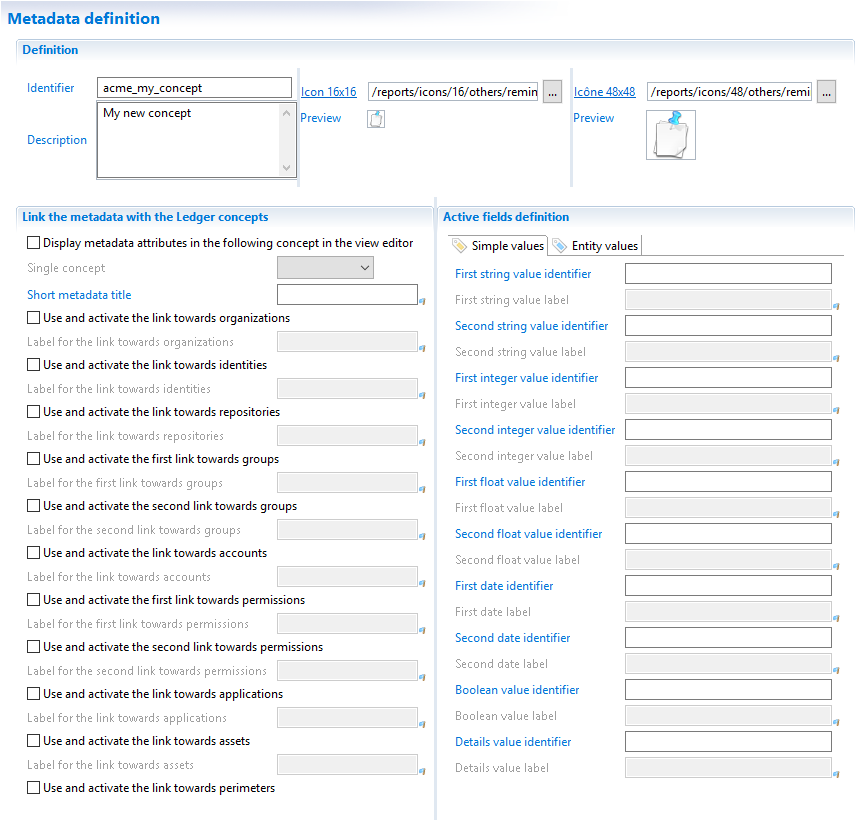 Metadata definition
Definition
Identifier acme_my_concept
Description My new concept
Icon 16x16 /reports/icons/16/others/remin ...
Preview
Icône 48x48 /reports/icons/48/others/remi ...
Preview
Link the metadata with the Ledger concepts
Display metadata attributes in the following concept in the view editor
Single concept
Short metadata title
Use and activate the link towards organizations
Label for the link towards organizations
Use and activate the link towards identities
Label for the link towards identities
Use and activate the link towards repositories
Label for the link towards repositories
Use and activate the first link towards groups
Label for the first link towards groups
Use and activate the second link towards groups
Label for the second link towards groups
Use and activate the link towards accounts
Label for the link towards accounts
Use and activate the first link towards permissions
Label for the first link towards permissions
Use and activate the second link towards permissions
Label for the second link towards permissions
Use and activate the link towards applications
Label for the link towards applications
Use and activate the link towards assets
Label for the link towards assets
Use and activate the link towards perimeters
Active fields definition
Simple values Entity values
First string value identifier
First string value label
Second string value identifier
Second string value label
First integer value identifier
First integer value label
Second integer value identifier
Second integer value label
First float value identifier
First float value label
Second float value identifier
Second float value label
First date identifier
First date label
Second date identifier
Second date label
Boolean value identifier
Boolean value label
Details value identifier
Details value label